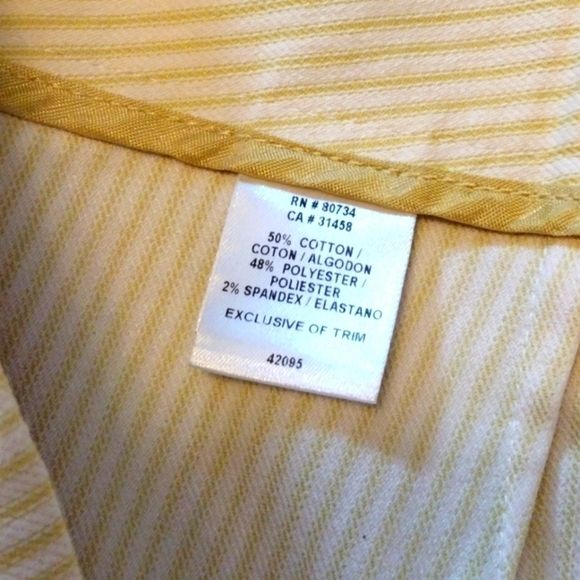 RN # 80734
CA # 31458
50% COTTON /
COTON / ALGODON
48% POLYESTER /
POLIESTER
2% SPANDEX / ELASTANO
EXCLUSIVE OF TRIM
42095